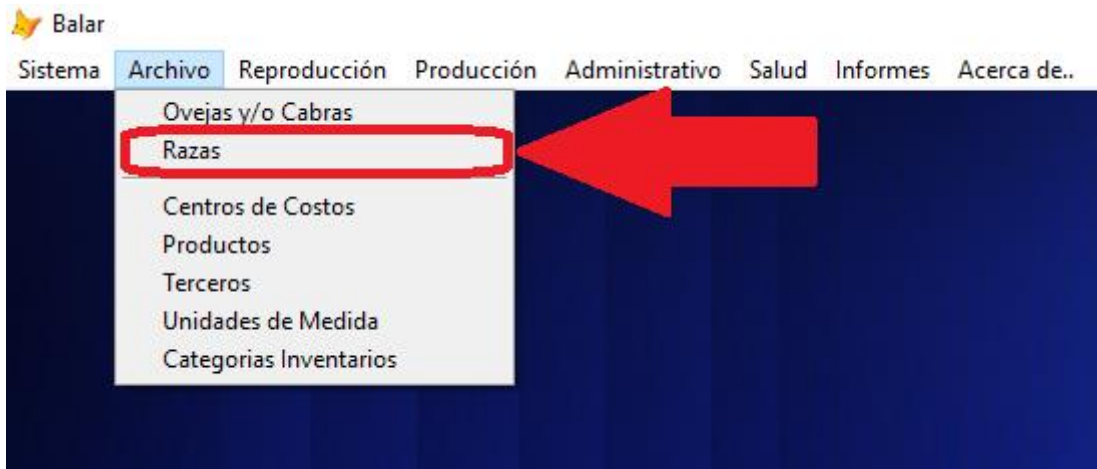 Balar
Sistema Archivo Reproducción Producción Administrativo Salud Informes Acerca de..
Ovejas y/o Cabras
Razas
Centros de Costos
Productos
Terceros
Unidades de Medida
Categorias Inventarios